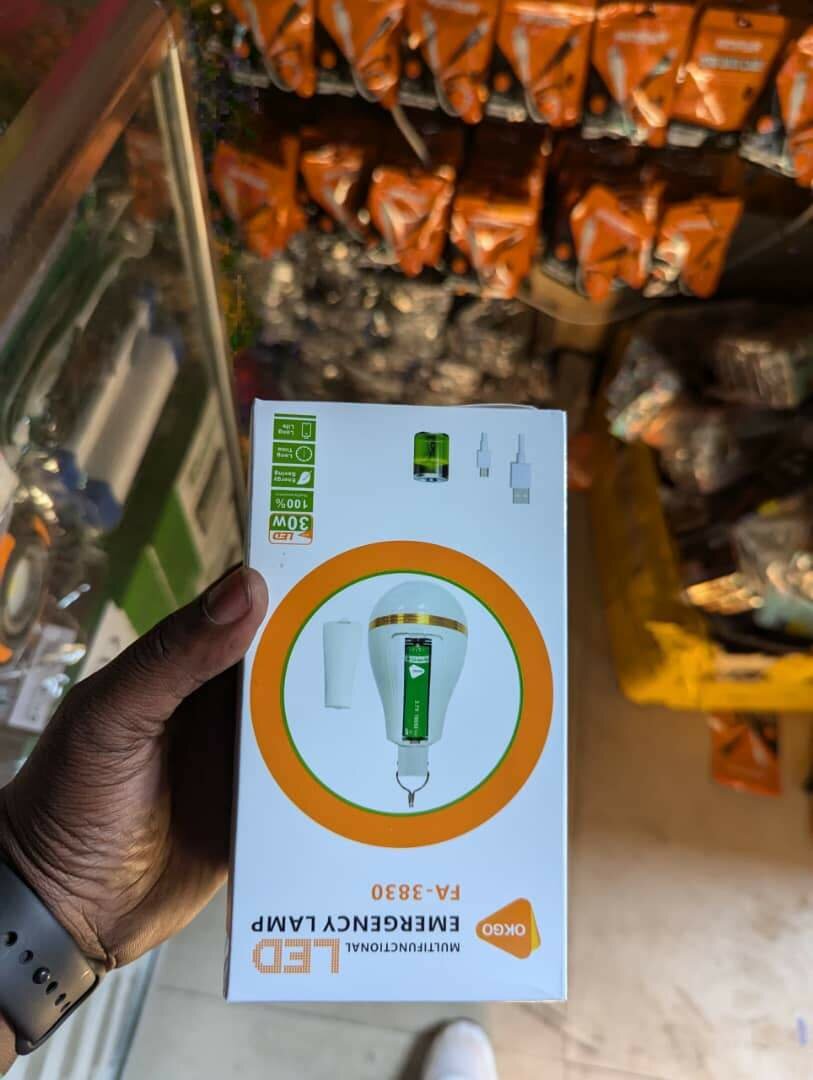 OKGO
MULTIFUNCTIONAL LED
EMERGENCY LAMP
FA-3830
LED 30W
100%
Energy Saving
Long Time
Long Life